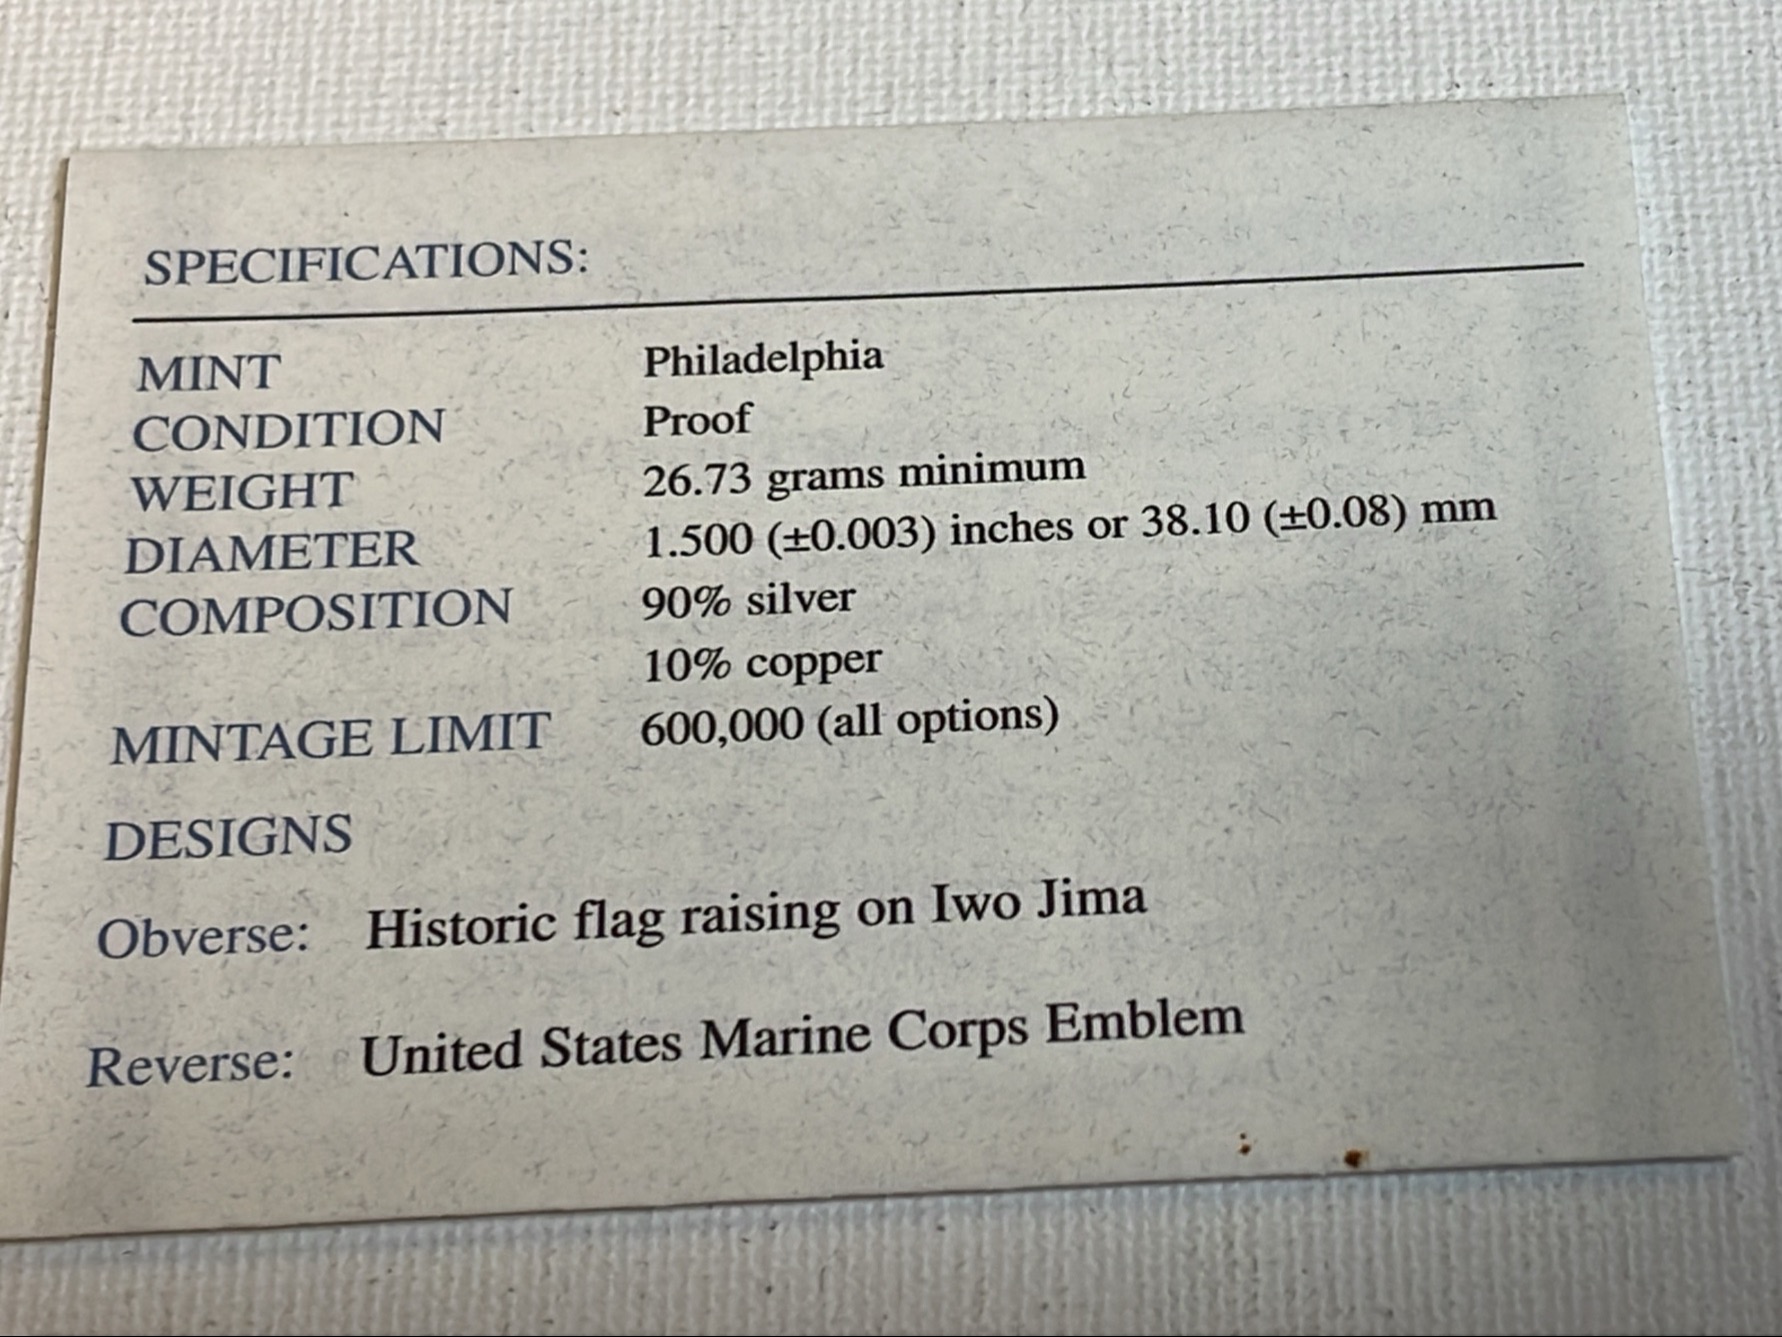 SPECIFICATIONS:
MINT Philadelphia
CONDITION Proof
WEIGHT 26.73 grams minimum
DIAMETER 1.500 (±0.003) inches or 38.10 (±0.08) mm
COMPOSITION 90% silver
10% copper
MINTAGE LIMIT 600,000 (all options)
DESIGNS
Obverse: Historic flag raising on Iwo Jima
Reverse: United States Marine Corps Emblem